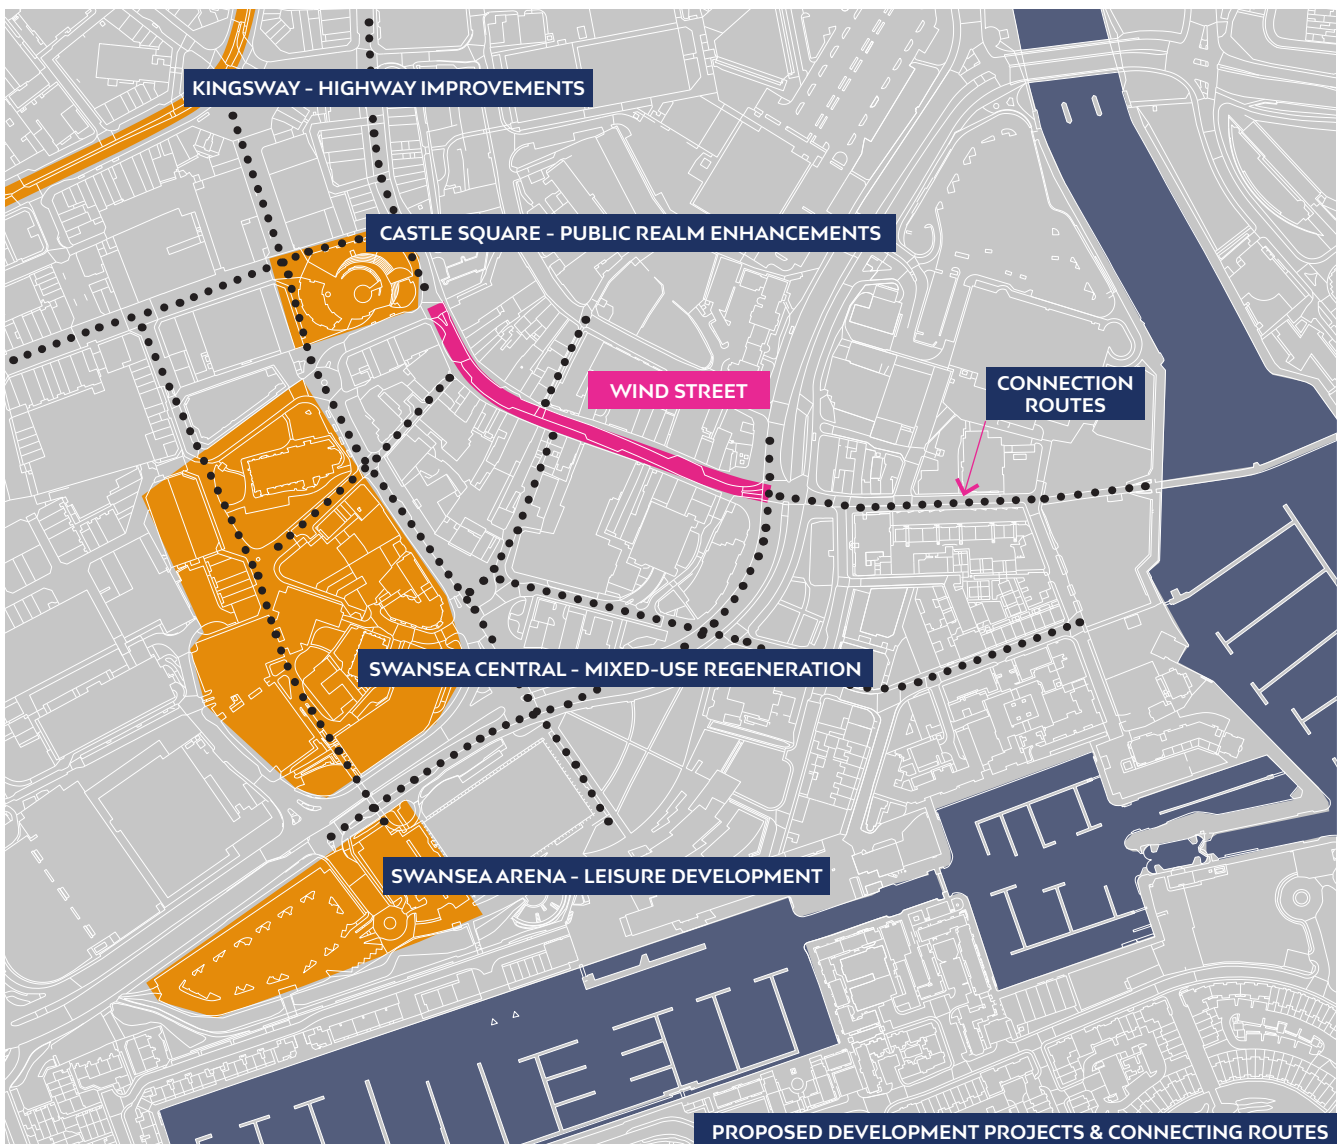 KINGSWAY - HIGHWAY IMPROVEMENTS
CASTLE SQUARE - PUBLIC REALM ENHANCEMENTS
WIND STREET
CONNECTION
ROUTES
SWANSEA CENTRAL - MIXED-USE REGENERATION
SWANSEA ARENA - LEISURE DEVELOPMENT
PROPOSED DEVELOPMENT PROJECTS & CONNECTING ROUTES